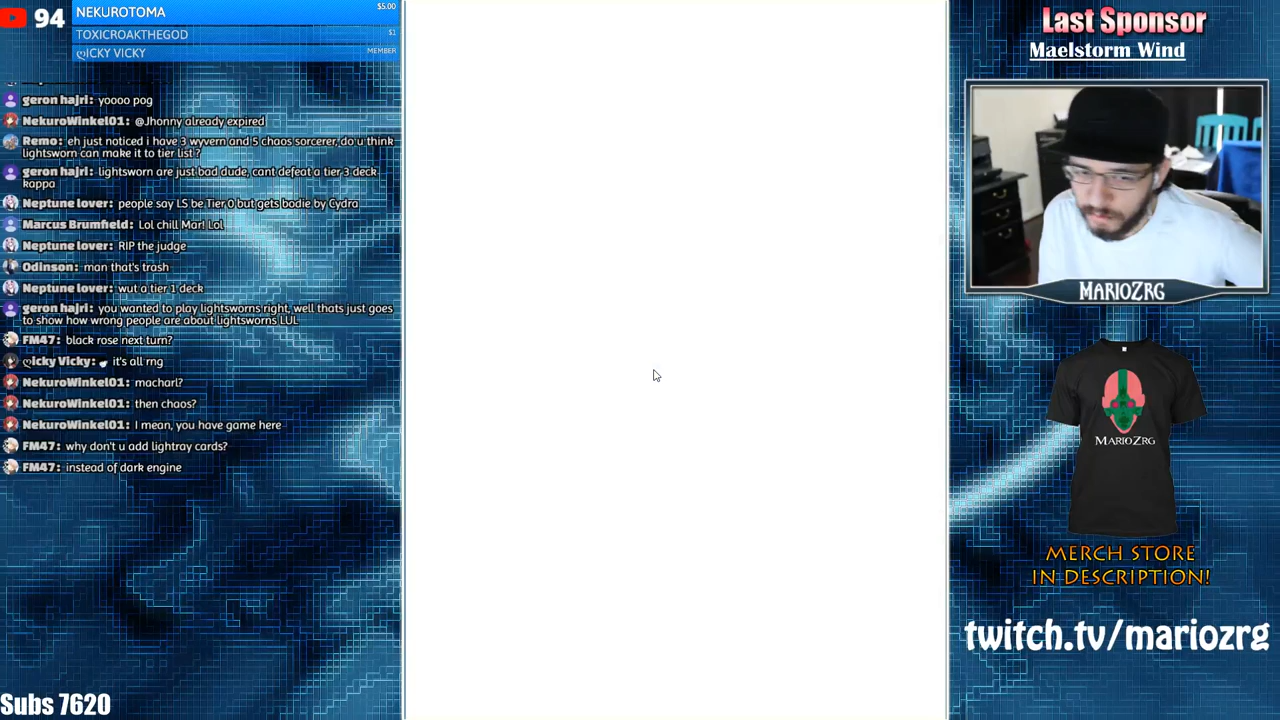 94
NEKUROTOMA
$5.00
TOXICROAKTHEGOD
$1
ღICKY VICKY
MEMBER
geron hajri: yoooo pog
NekuroWinkel01: @Jhonny already expired
Remo: eh just noticed i have 3 wyvern and 5 chaos sorcerer, do u think
lightsworn can make it to tier list ?
geron hajri: lightsworn are just bad dude, cant defeat a tier 3 deck
kappa
Neptune lover: people say LS be Tier 0 but gets bodie by Cydra
Marcus Brumfield: Lol chill Mar! Lol
Neptune lover: RIP the judge
Odinson: man that's trash
Neptune lover: wut a tier 1 deck
geron hajri: you wanted to play lightsworns right, well thats just goes
to show how wrong people are about lightsworns LUL
FM47: black rose next turn?
ღicky Vicky: it's all rng
NekuroWinkel01: macharl?
NekuroWinkel01: then chaos?
NekuroWinkel01: I mean, you have game here
FM47: why don't u add lightray cards?
FM47: instead of dark engine
Subs 7620
Last Sponsor
Maelstorm Wind
MARIOZRG
MARIOZRG
MERCH STORE
IN DESCRIPTION!
twitch.tv/mariozrg